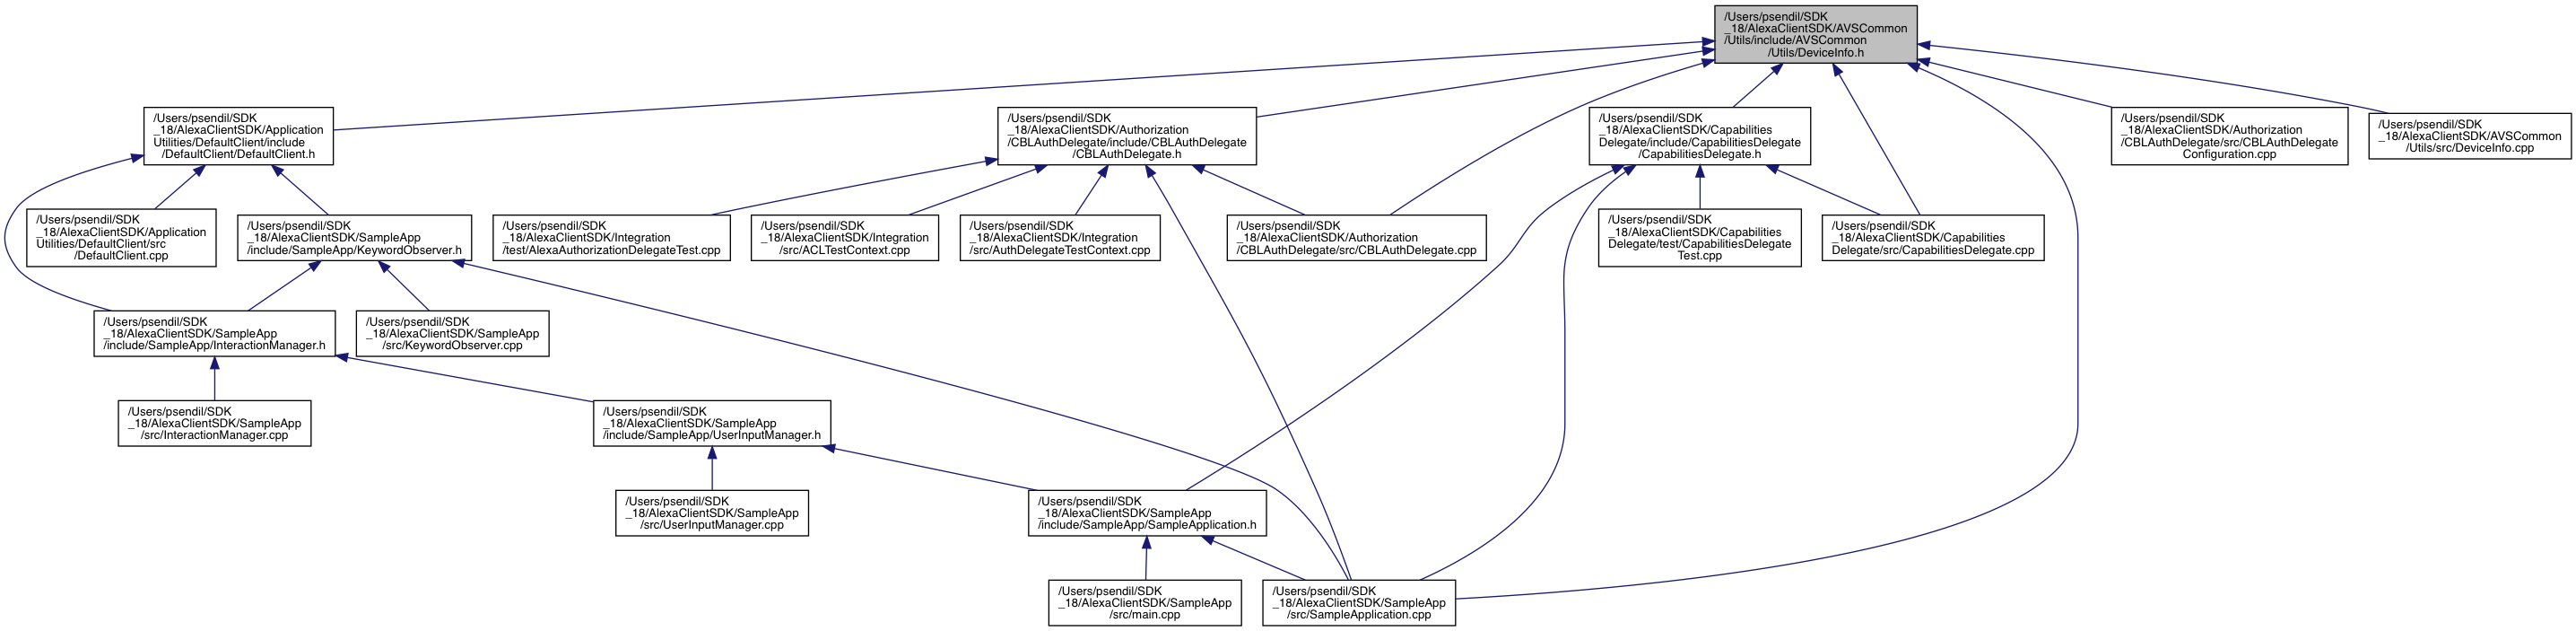 /Users/psendil/SDK
_18/AlexaClientSDK/AVSCommon
/Utils/include/AVSCommon
/Utils/DeviceInfo.h
/Users/psendil/SDK
_18/AlexaClientSDK/Application
Utilities/DefaultClient/include
/DefaultClient/DefaultClient.h
/Users/psendil/SDK
_18/AlexaClientSDK/Authorization
/CBLAuthDelegate/include/CBLAuthDelegate
/CBLAuthDelegate.h
/Users/psendil/SDK
_18/AlexaClientSDK/Capabilities
Delegate/include/CapabilitiesDelegate
/CapabilitiesDelegate.h
/Users/psendil/SDK
_18/AlexaClientSDK/Authorization
/CBLAuthDelegate/src/CBLAuthDelegate
Configuration.cpp
/Users/psendil/SDK
_18/AlexaClientSDK/AVSCommon
/Utils/src/DeviceInfo.cpp
/Users/psendil/SDK
_18/AlexaClientSDK/Application
Utilities/DefaultClient/src
/DefaultClient.cpp
/Users/psendil/SDK
_18/AlexaClientSDK/SampleApp
/include/SampleApp/KeywordObserver.h
/Users/psendil/SDK
_18/AlexaClientSDK/Integration
/test/AlexaAuthorizationDelegateTest.cpp
/Users/psendil/SDK
_18/AlexaClientSDK/Integration
/src/ACLTestContext.cpp
/Users/psendil/SDK
_18/AlexaClientSDK/Integration
/src/AuthDelegateTestContext.cpp
/Users/psendil/SDK
_18/AlexaClientSDK/Authorization
/CBLAuthDelegate/src/CBLAuthDelegate.cpp
/Users/psendil/SDK
_18/AlexaClientSDK/Capabilities
Delegate/test/CapabilitiesDelegate
Test.cpp
/Users/psendil/SDK
_18/AlexaClientSDK/Capabilities
Delegate/src/CapabilitiesDelegate.cpp
/Users/psendil/SDK
_18/AlexaClientSDK/SampleApp
/include/SampleApp/InteractionManager.h
/Users/psendil/SDK
_18/AlexaClientSDK/SampleApp
/src/KeywordObserver.cpp
/Users/psendil/SDK
_18/AlexaClientSDK/SampleApp
/src/InteractionManager.cpp
/Users/psendil/SDK
_18/AlexaClientSDK/SampleApp
/include/SampleApp/UserInputManager.h
/Users/psendil/SDK
_18/AlexaClientSDK/SampleApp
/src/UserInputManager.cpp
/Users/psendil/SDK
_18/AlexaClientSDK/SampleApp
/include/SampleApp/SampleApplication.h
/Users/psendil/SDK
_18/AlexaClientSDK/SampleApp
/src/main.cpp
/Users/psendil/SDK
_18/AlexaClientSDK/SampleApp
/src/SampleApplication.cpp